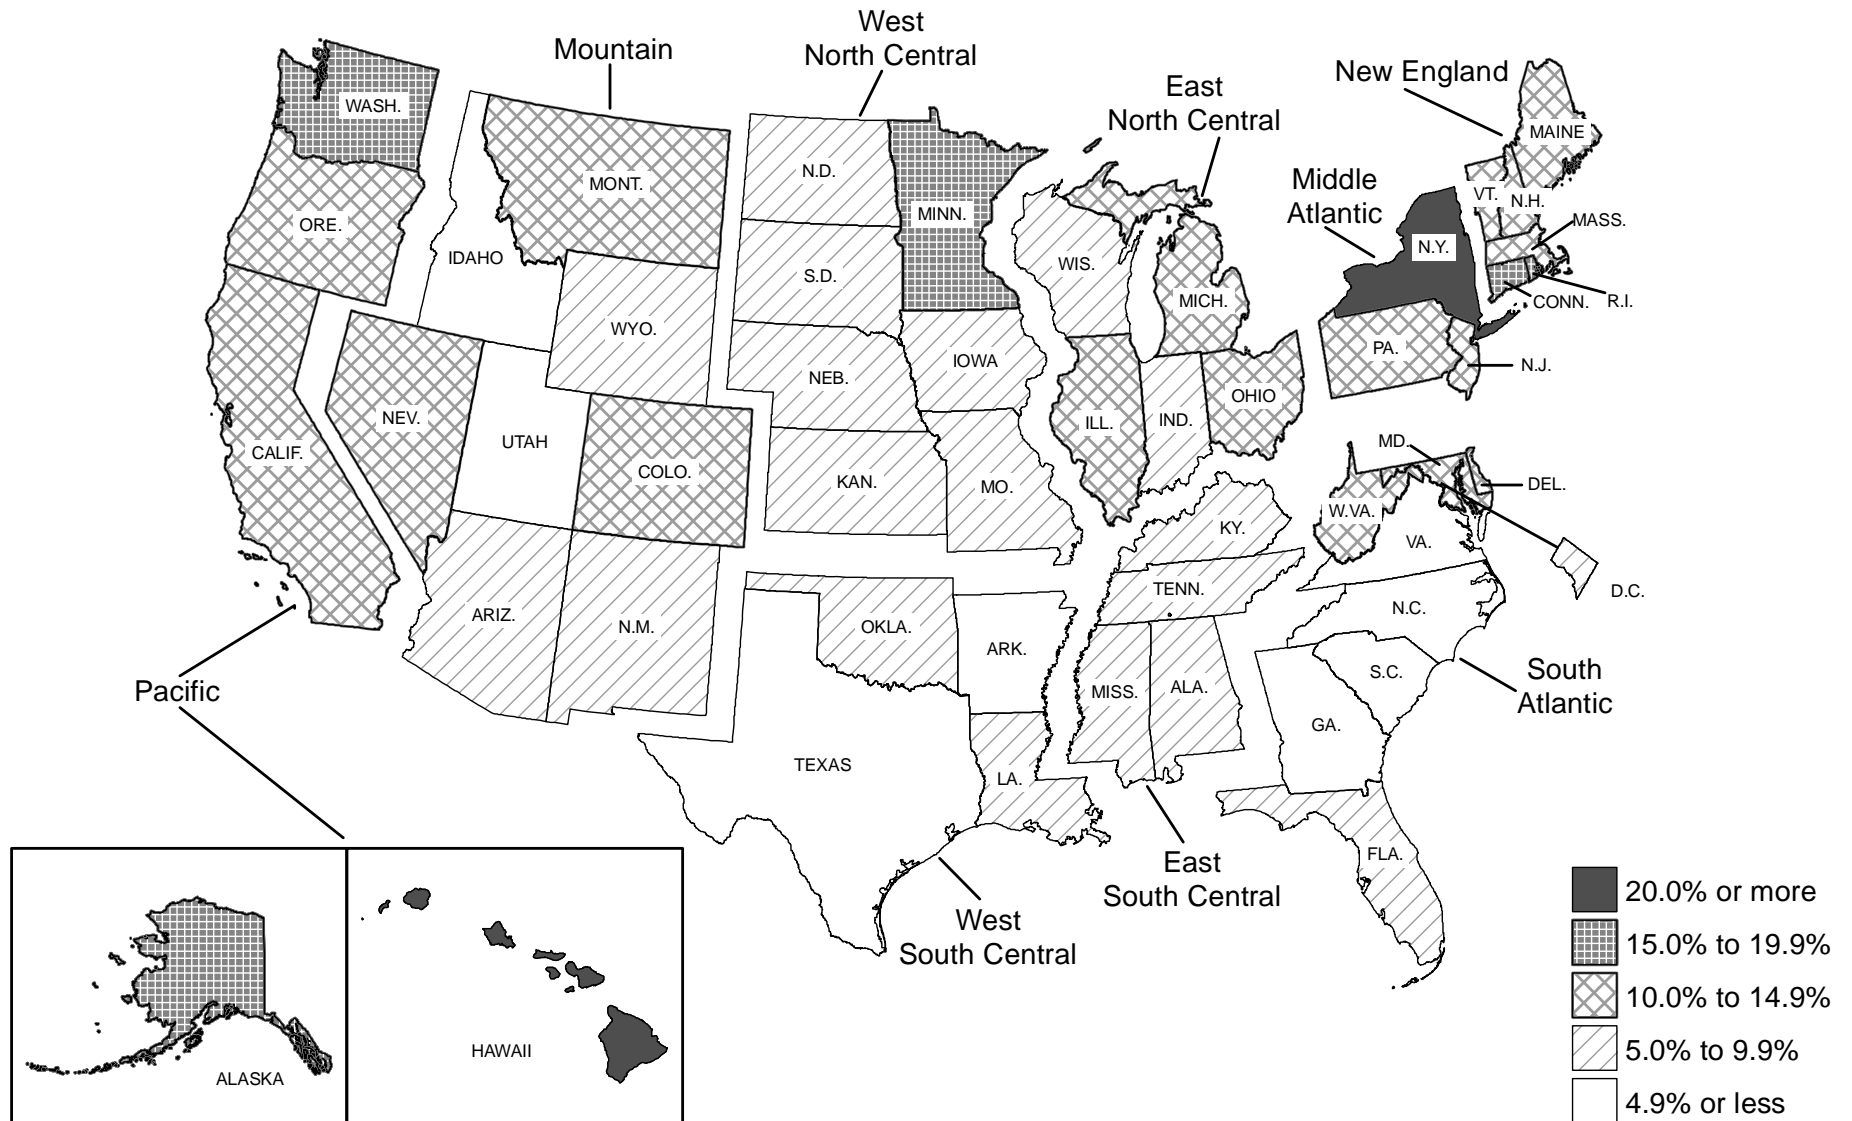 West
North Central
Mountain
New England
East
North Central
WASH.
MAINE
MONT.
N.D.
MINN.
Middle
Atlantic
VT.
N.H.
MASS.
ORE.
N.Y.
IDAHO
S.D.
WIS.
MICH.
CONN.
R.I.
WYO.
PA.
IOWA
N.J.
NEB.
OHIO
NEV.
ILL.
IND.
UTAH
CALIF.
COLO.
MD.
KAN.
MO.
DEL.
W.VA.
KY.
VA.
TENN.
D.C.
ARIZ.
N.M.
OKLA.
N.C.
ARK.
S.C.
South
Atlantic
Pacific
MISS.
ALA.
GA.
TEXAS
LA.
FLA.
East
South Central
West
South Central
HAWAII
ALASKA
20.0% or more
15.0% to 19.9%
10.0% to 14.9%
5.0% to 9.9%
4.9% or less